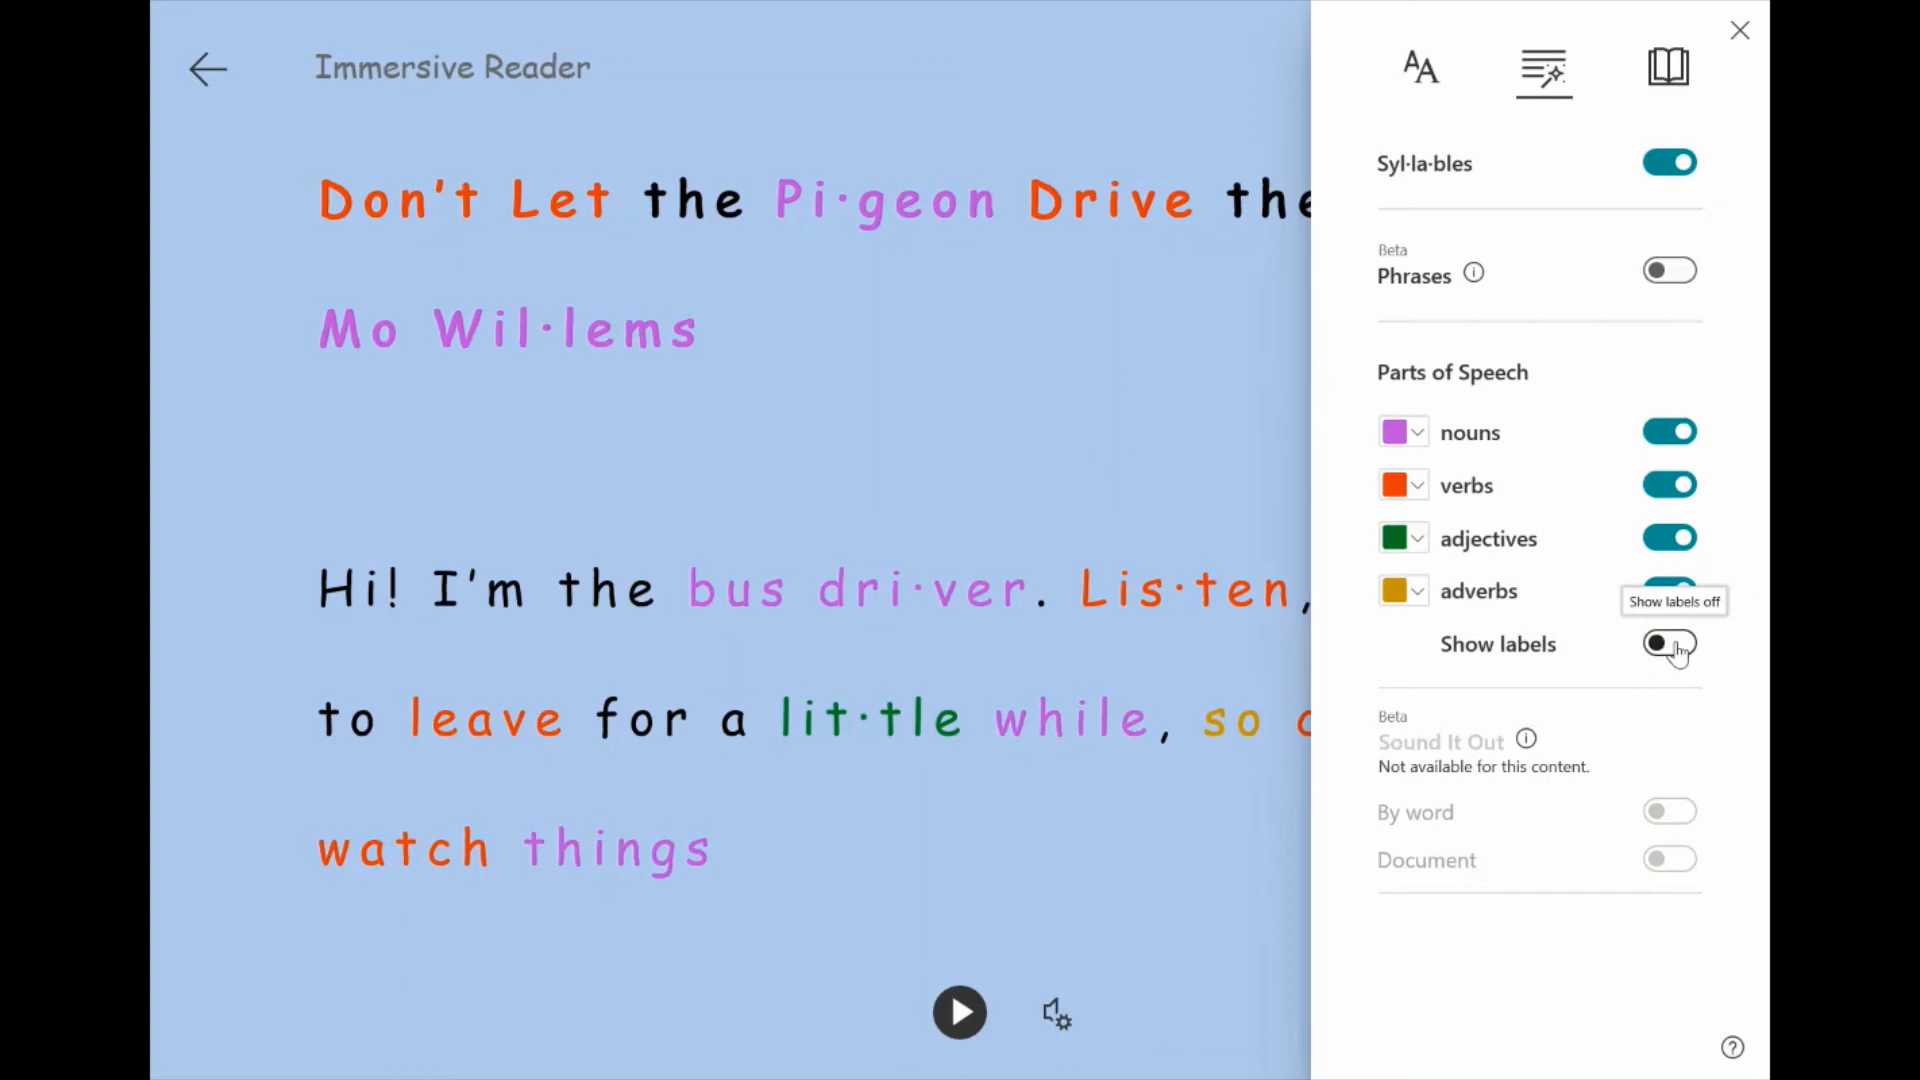 Immersive Reader
Don't Let the Pi·geon Drive the
Mo Wil·lems
Hi! I'm the bus dri·ver. Lis·ten,
to leave for a lit·tle while, so
watch things
Syl·la·bles
Beta
Phrases
Parts of Speech
nouns
verbs
adjectives
adverbs
Show labels off
Show labels
Beta
Sound It Out
Not available for this content.
By word
Document